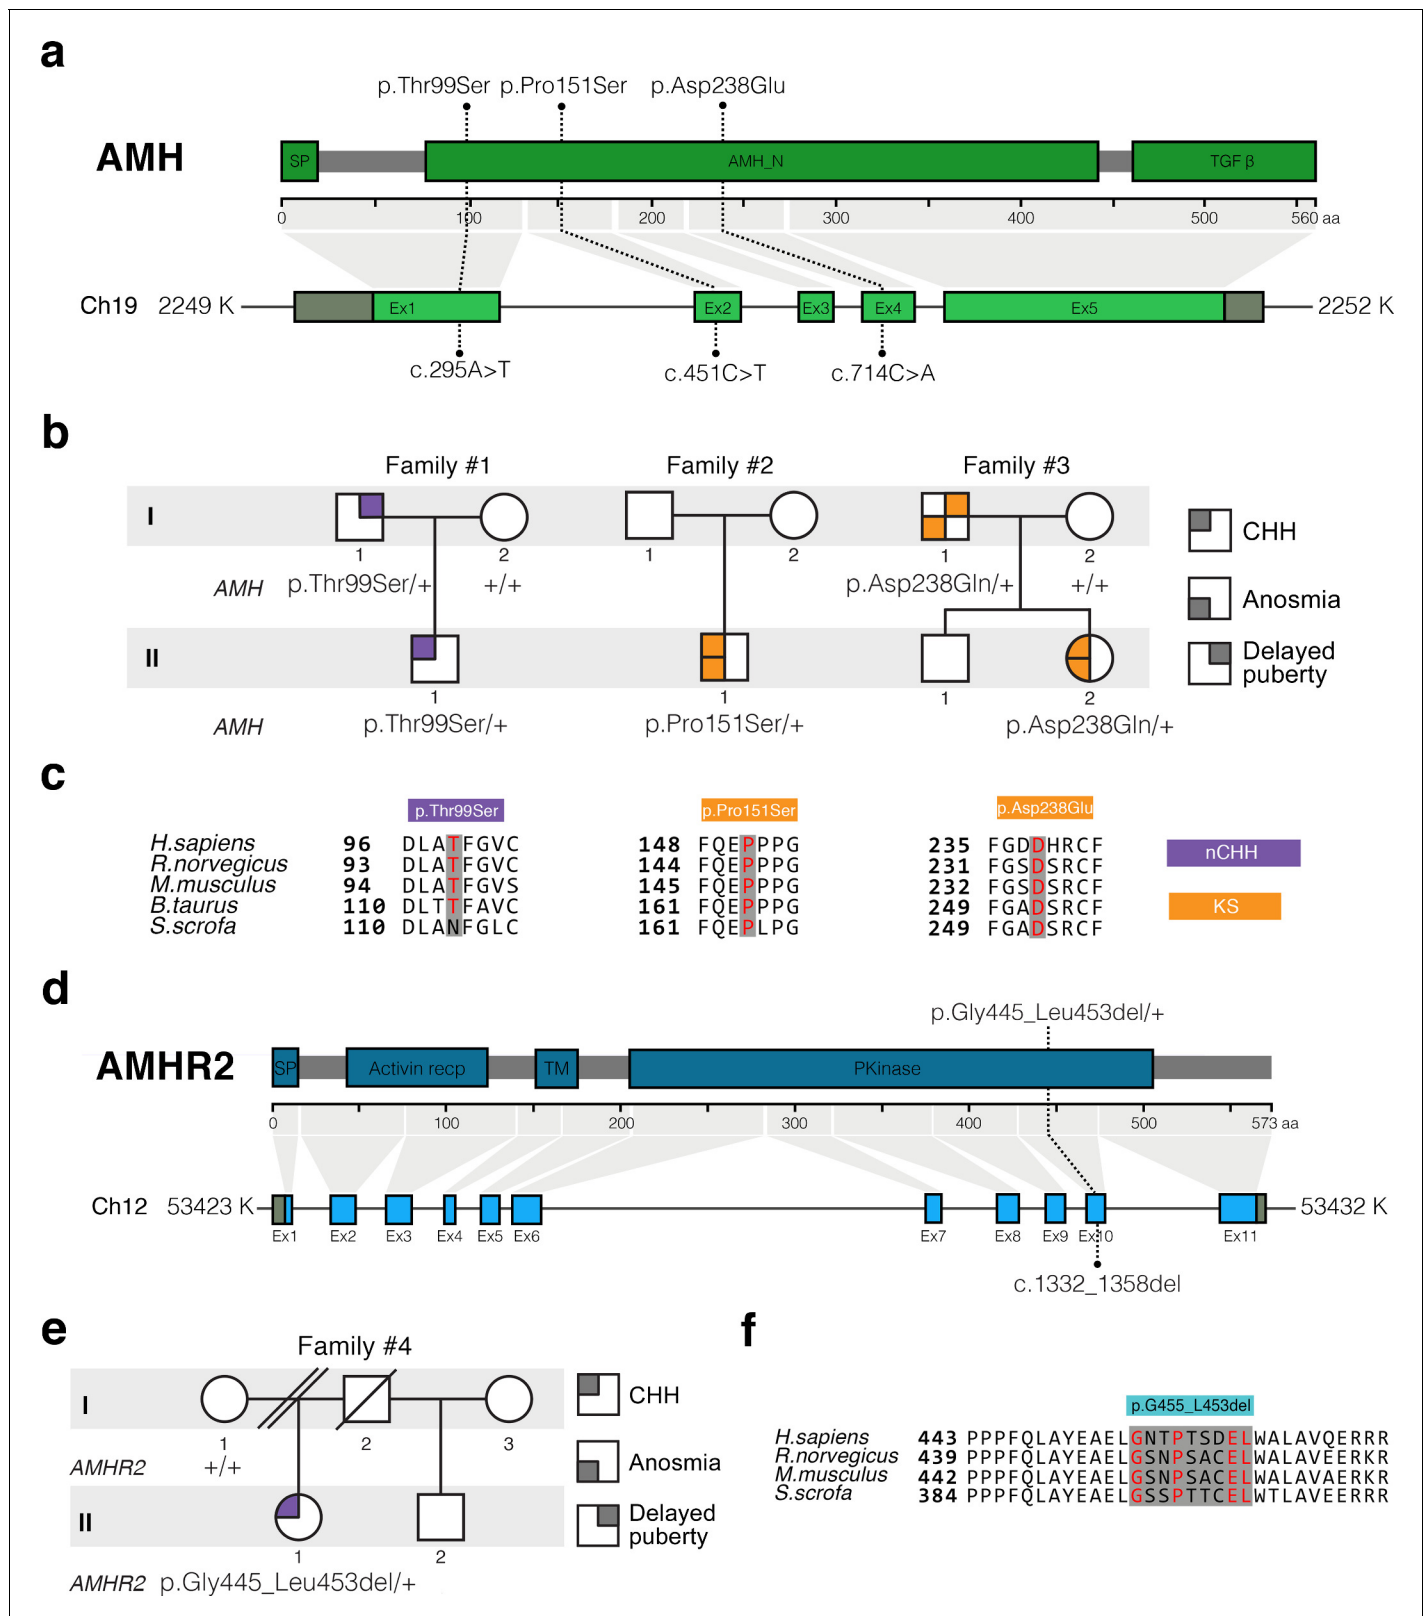 a
p.Thr99Ser p.Pro151Ser p.Asp238Glu
AMH
SP AMH_N TGF β
0 100 200 300 400 500 560 aa
Ch19 2249 K Ex1 Ex2 Ex3 Ex4 Ex5 2252 K
c.295A>T c.451C>T c.714C>A
b
Family #1 Family #2 Family #3
I
1 2 1 2 1 2
AMH p.Thr99Ser/+ +/+ p.Asp238Gln/+ +/+
II
1 1 1 2
AMH p.Thr99Ser/+ p.Pro151Ser/+ p.Asp238Gln/+
CHH
Anosmia
Delayed
puberty
c
p.Thr99Ser p.Pro151Ser p.Asp238Glu
H.sapiens 96 DLATFGVC 148 FQEPPPG 235 FGDDHRCF
R.norvegicus 93 DLATFGVC 144 FQEPPPG 231 FGSDSRCF
M.musculus 94 DLATFGVS 145 FQEPPPG 232 FGSDSRCF
B.taurus 110 DLTTFAVC 161 FQEPPPG 249 FGADSRCF
S.scrofa 110 DLANFGLC 161 FQEPLPG 249 FGADSRCF
nCHH
KS
d
p.Gly445_Leu453del/+
AMHR2
SP Activin recp TM PKinase
0 100 200 300 400 500 573 aa
Ch12 53423 K 53432 K
Ex1 Ex2 Ex3 Ex4 Ex5 Ex6 Ex7 Ex8 Ex9 Ex10 Ex11
c.1332_1358del
e
Family #4
I
1 2 3
AMHR2 +/+
II
1 2
AMHR2 p.Gly445_Leu453del/+
CHH
Anosmia
Delayed
puberty
f
p.G455_L453del
H.sapiens 443 PPPFQLAYEAELGNTPTSDELWALAVQERRR
R.norvegicus 439 PPPFQLAYEAELGSNPSACELWALAVEERKR
M.musculus 442 PPPFQLAYEAELGSNPSACELWALAVAERKR
S.scrofa 384 PPPFQLAYEAELGSSPTTCELWTLAVEERRR